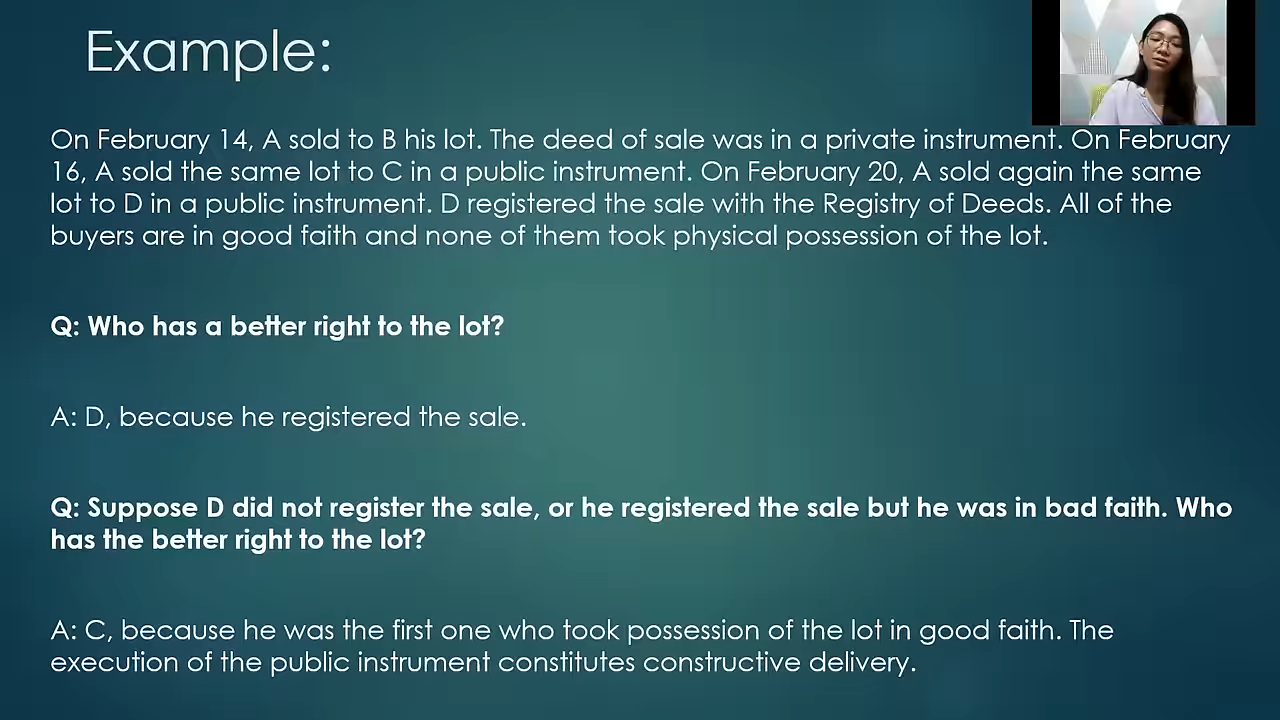 Example:
On February 14, A sold to B his lot. The deed of sale was in a private instrument. On February
16, A sold the same lot to C in a public instrument. On February 20, A sold again the same
lot to D in a public instrument. D registered the sale with the Registry of Deeds. All of the
buyers are in good faith and none of them took physical possession of the lot.
Q: Who has a better right to the lot?
A: D, because he registered the sale.
Q: Suppose D did not register the sale, or he registered the sale but he was in bad faith. Who
has the better right to the lot?
A: C, because he was the first one who took possession of the lot in good faith. The
execution of the public instrument constitutes constructive delivery.